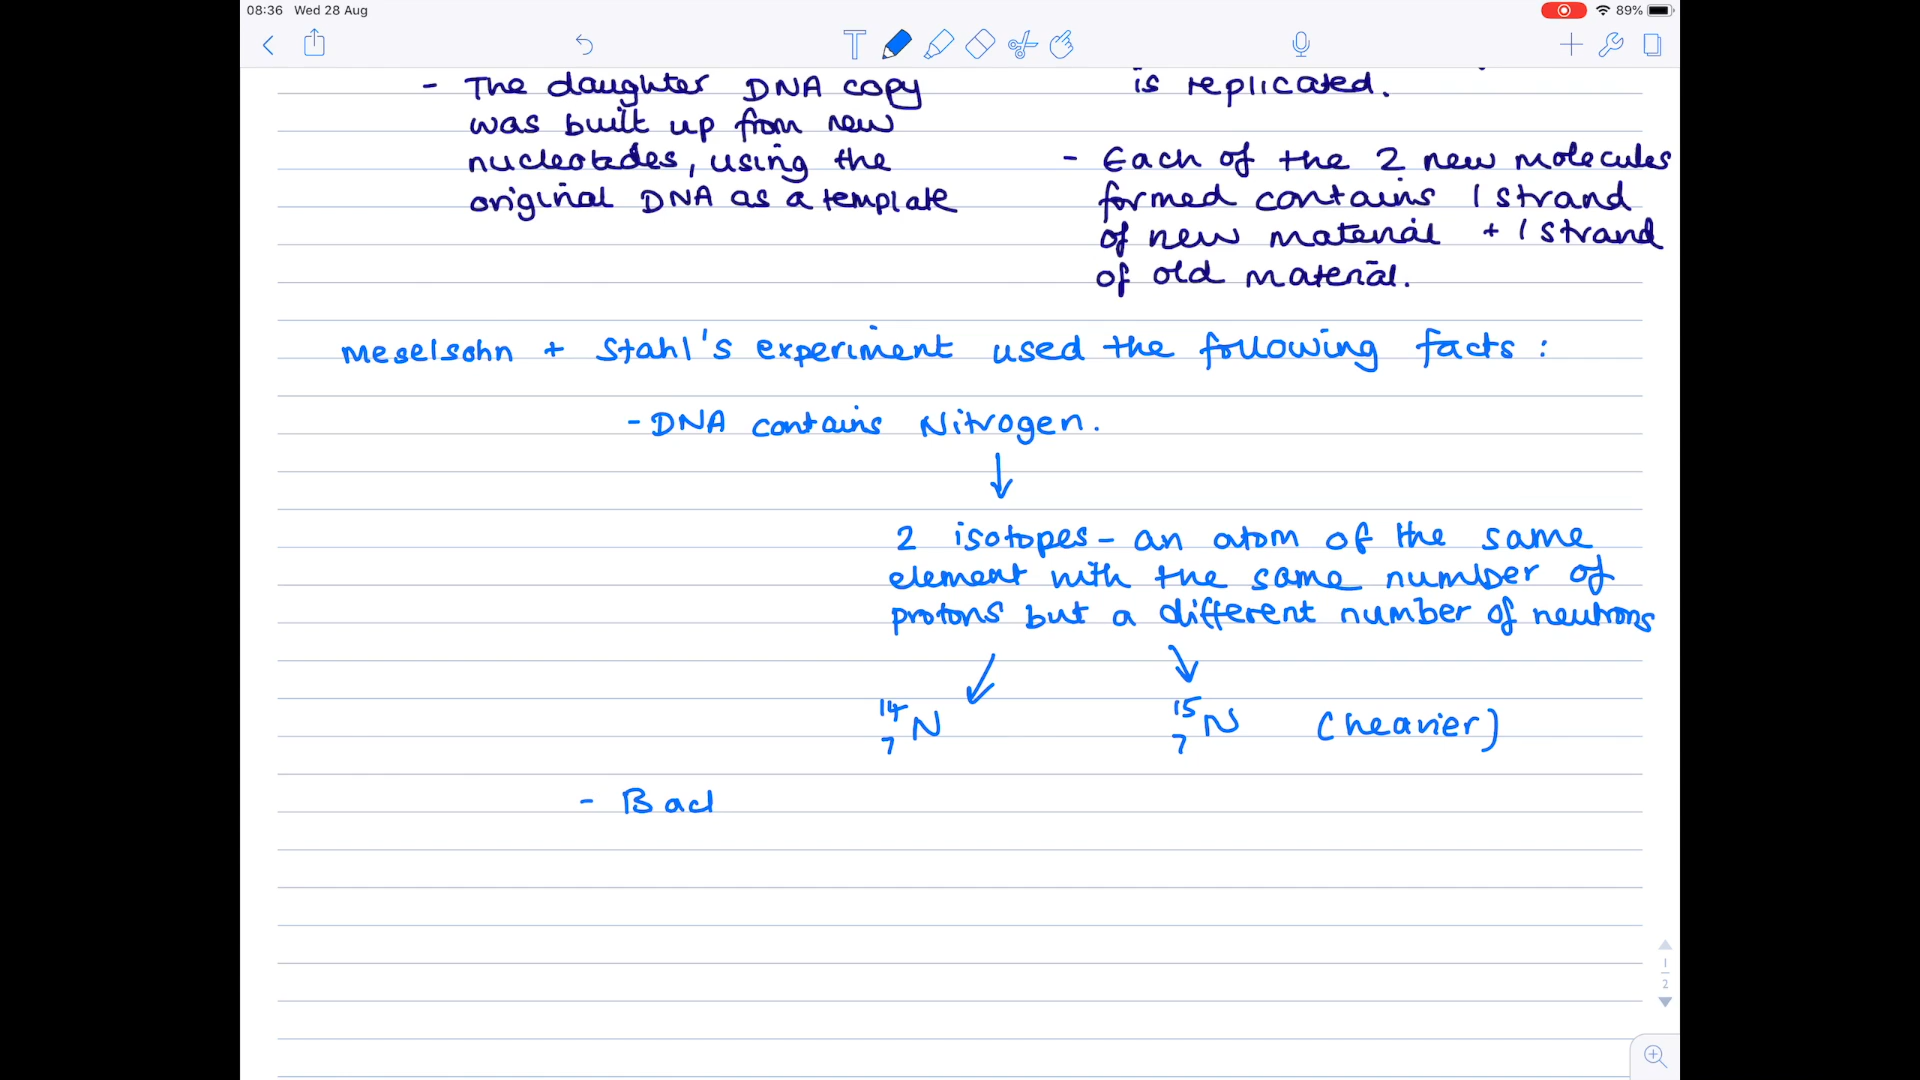 08:36 Wed 28 Aug
89%
- The daughter DNA copy
was built up from new
nucleotides, using the
original DNA as a template
is replicated.
- Each of the 2 new molecules
formed contains 1 strand
of new material + 1 strand
of old material.
Meselsohn + Stahl's experiment used the following facts :
- DNA contains Nitrogen.
↓
2 isotopes - an atom of the same
element with the same number of
protons but a different number of neutrons
14 7 N 15 7 N (heavier)
- Bact
1
2